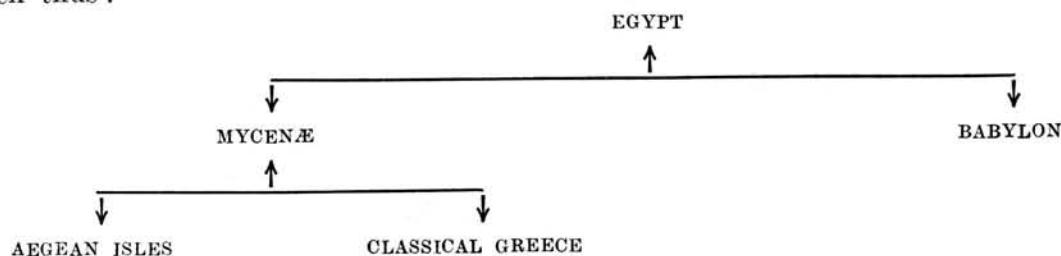 thus:
EGYPT
MYCENÆ
BABYLON
AEGEAN ISLES
CLASSICAL GREECE